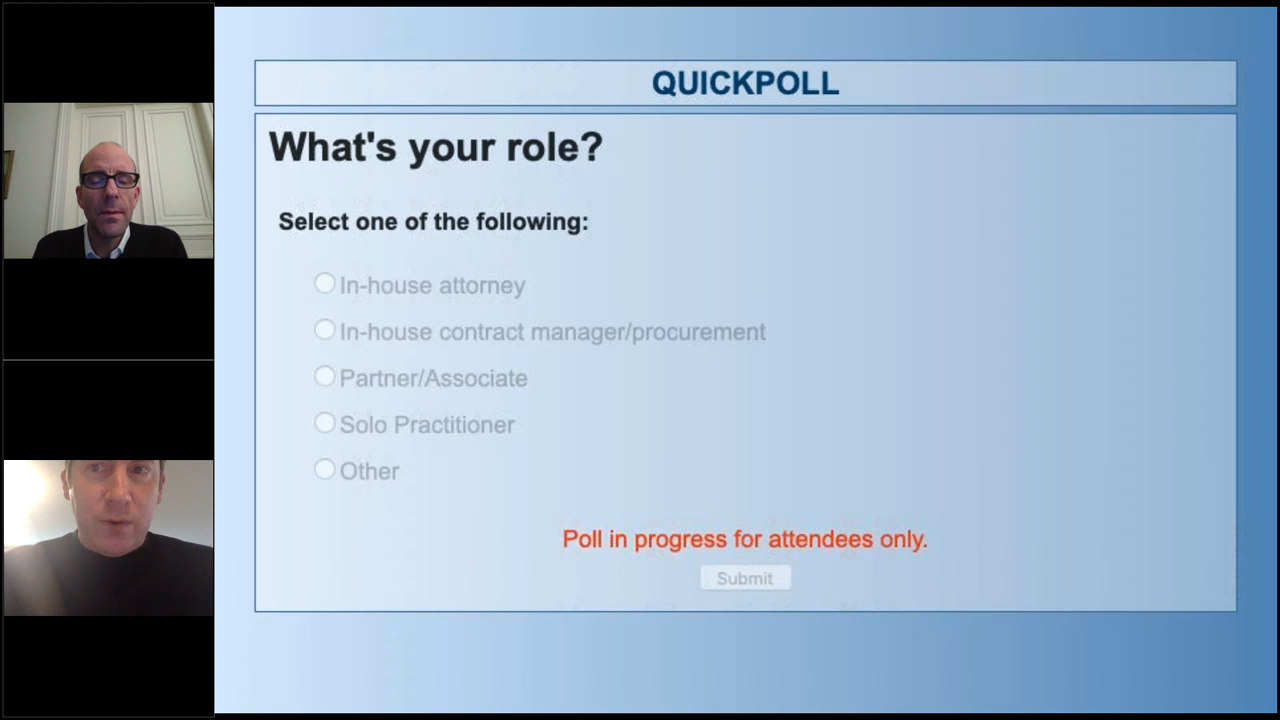 QUICKPOLL
What's your role?
Select one of the following:
In-house attorney
In-house contract manager/procurement
Partner/Associate
Solo Practitioner
Other
Poll in progress for attendees only.
Submit